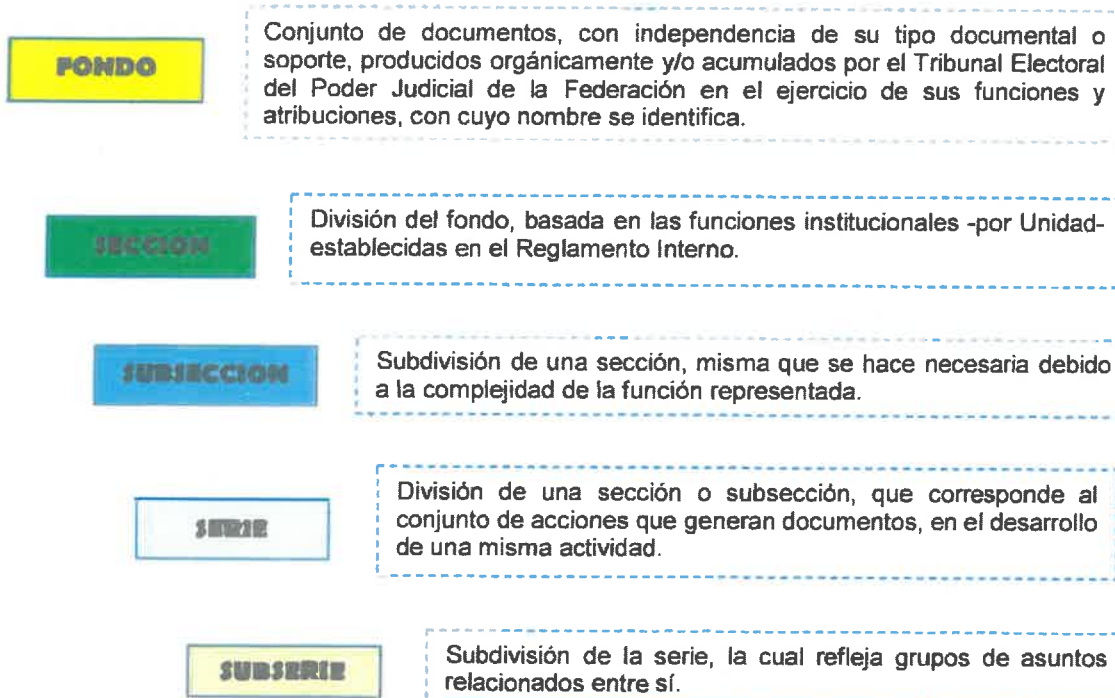 FONDO
Conjunto de documentos, con independencia de su tipo documental o
soporte, producidos orgánicamente y/o acumulados por el Tribunal Electoral
del Poder Judicial de la Federación en el ejercicio de sus funciones y
atribuciones, con cuyo nombre se identifica.
SECCION
División del fondo, basada en las funciones institucionales -por Unidad-
establecidas en el Reglamento Interno.
SUBSECCION
Subdivisión de una sección, misma que se hace necesaria debido
a la complejidad de la función representada.
SERIE
División de una sección o subsección, que corresponde al
conjunto de acciones que generan documentos, en el desarrollo
de una misma actividad.
SUBSERIE
Subdivisión de la serie, la cual refleja grupos de asuntos
relacionados entre sí.